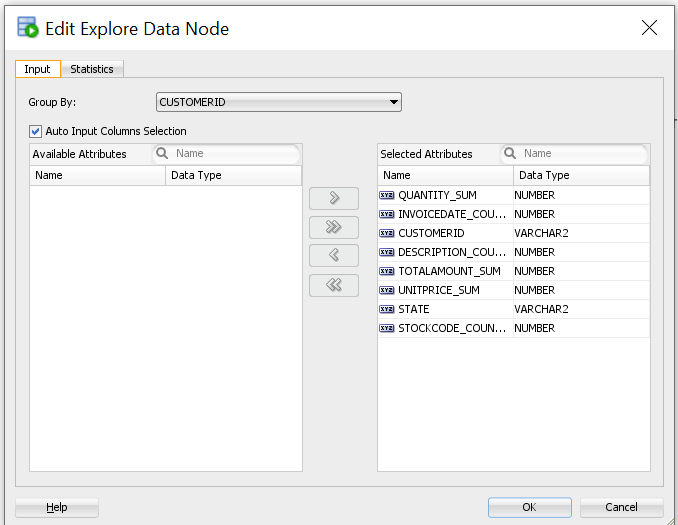 Edit Explore Data Node
Input Statistics
Group By: CUSTOMERID
Auto Input Columns Selection
Available Attributes Name
Name Data Type
Selected Attributes Name
Name Data Type
QUANTITY_SUM NUMBER
INVOICEDATE_COU... NUMBER
CUSTOMERID VARCHAR2
DESCRIPTION_COU... NUMBER
TOTALAMOUNT_SUM NUMBER
UNITPRICE_SUM NUMBER
STATE VARCHAR2
STOCKCODE_COUN... NUMBER
Help OK Cancel